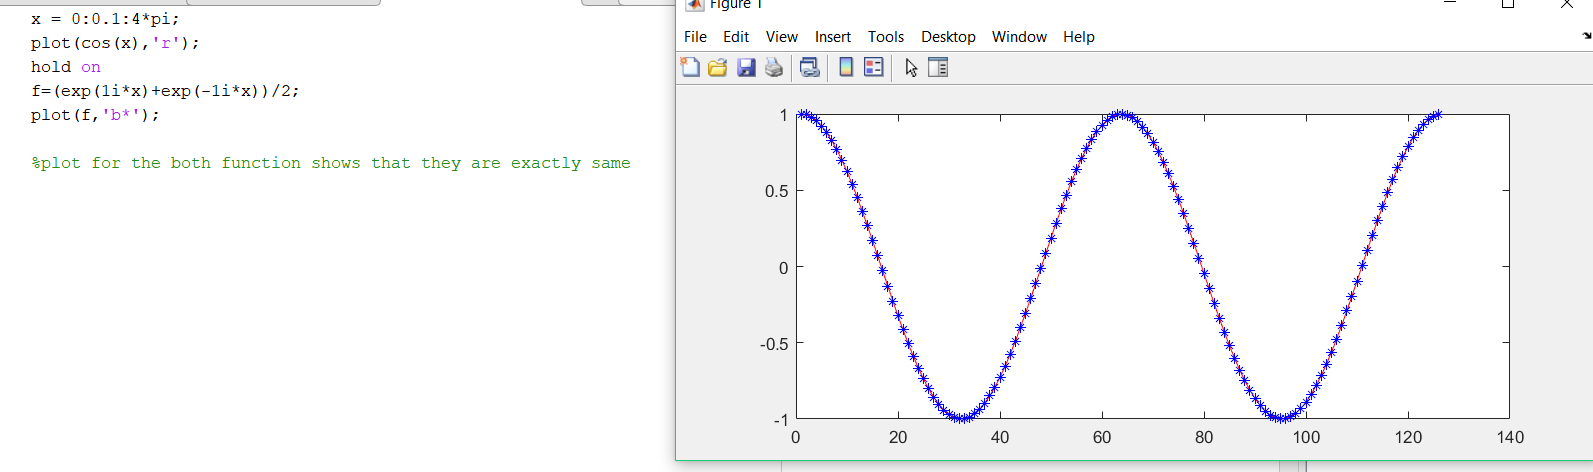 x = 0:0.1:4*pi;
plot(cos(x),'r');
hold on
f=(exp(1i*x)+exp(-1i*x))/2;
plot(f,'b*');
%plot for the both function shows that they are exactly same
Figure 1
File Edit View Insert Tools Desktop Window Help
1
0.5
0
-0.5
-1
0 20 40 60 80 100 120 140